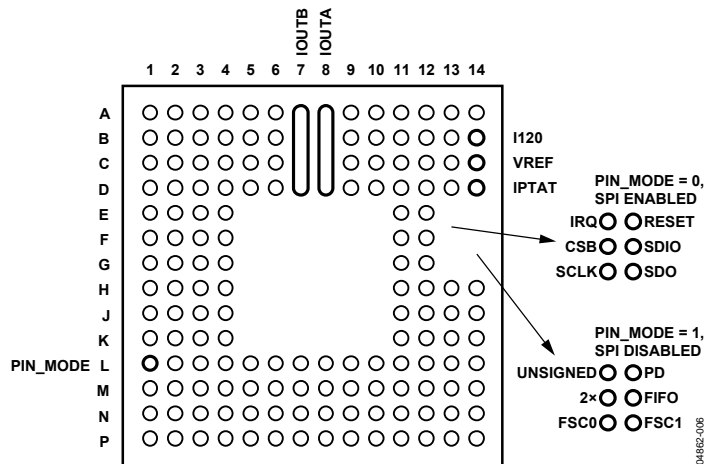 IOUTB
IOUTA
1 2 3 4 5 6 7 8 9 10 11 12 13 14
A
B I120
C VREF
D IPTAT
E
F
G
H
J
K
PIN_MODE L
M
N
P
PIN_MODE = 0,
SPI ENABLED
IRQ RESET
CSB SDIO
SCLK SDO
PIN_MODE = 1,
SPI DISABLED
UNSIGNED PD
2× FIFO
FSC0 FSC1
04862-006